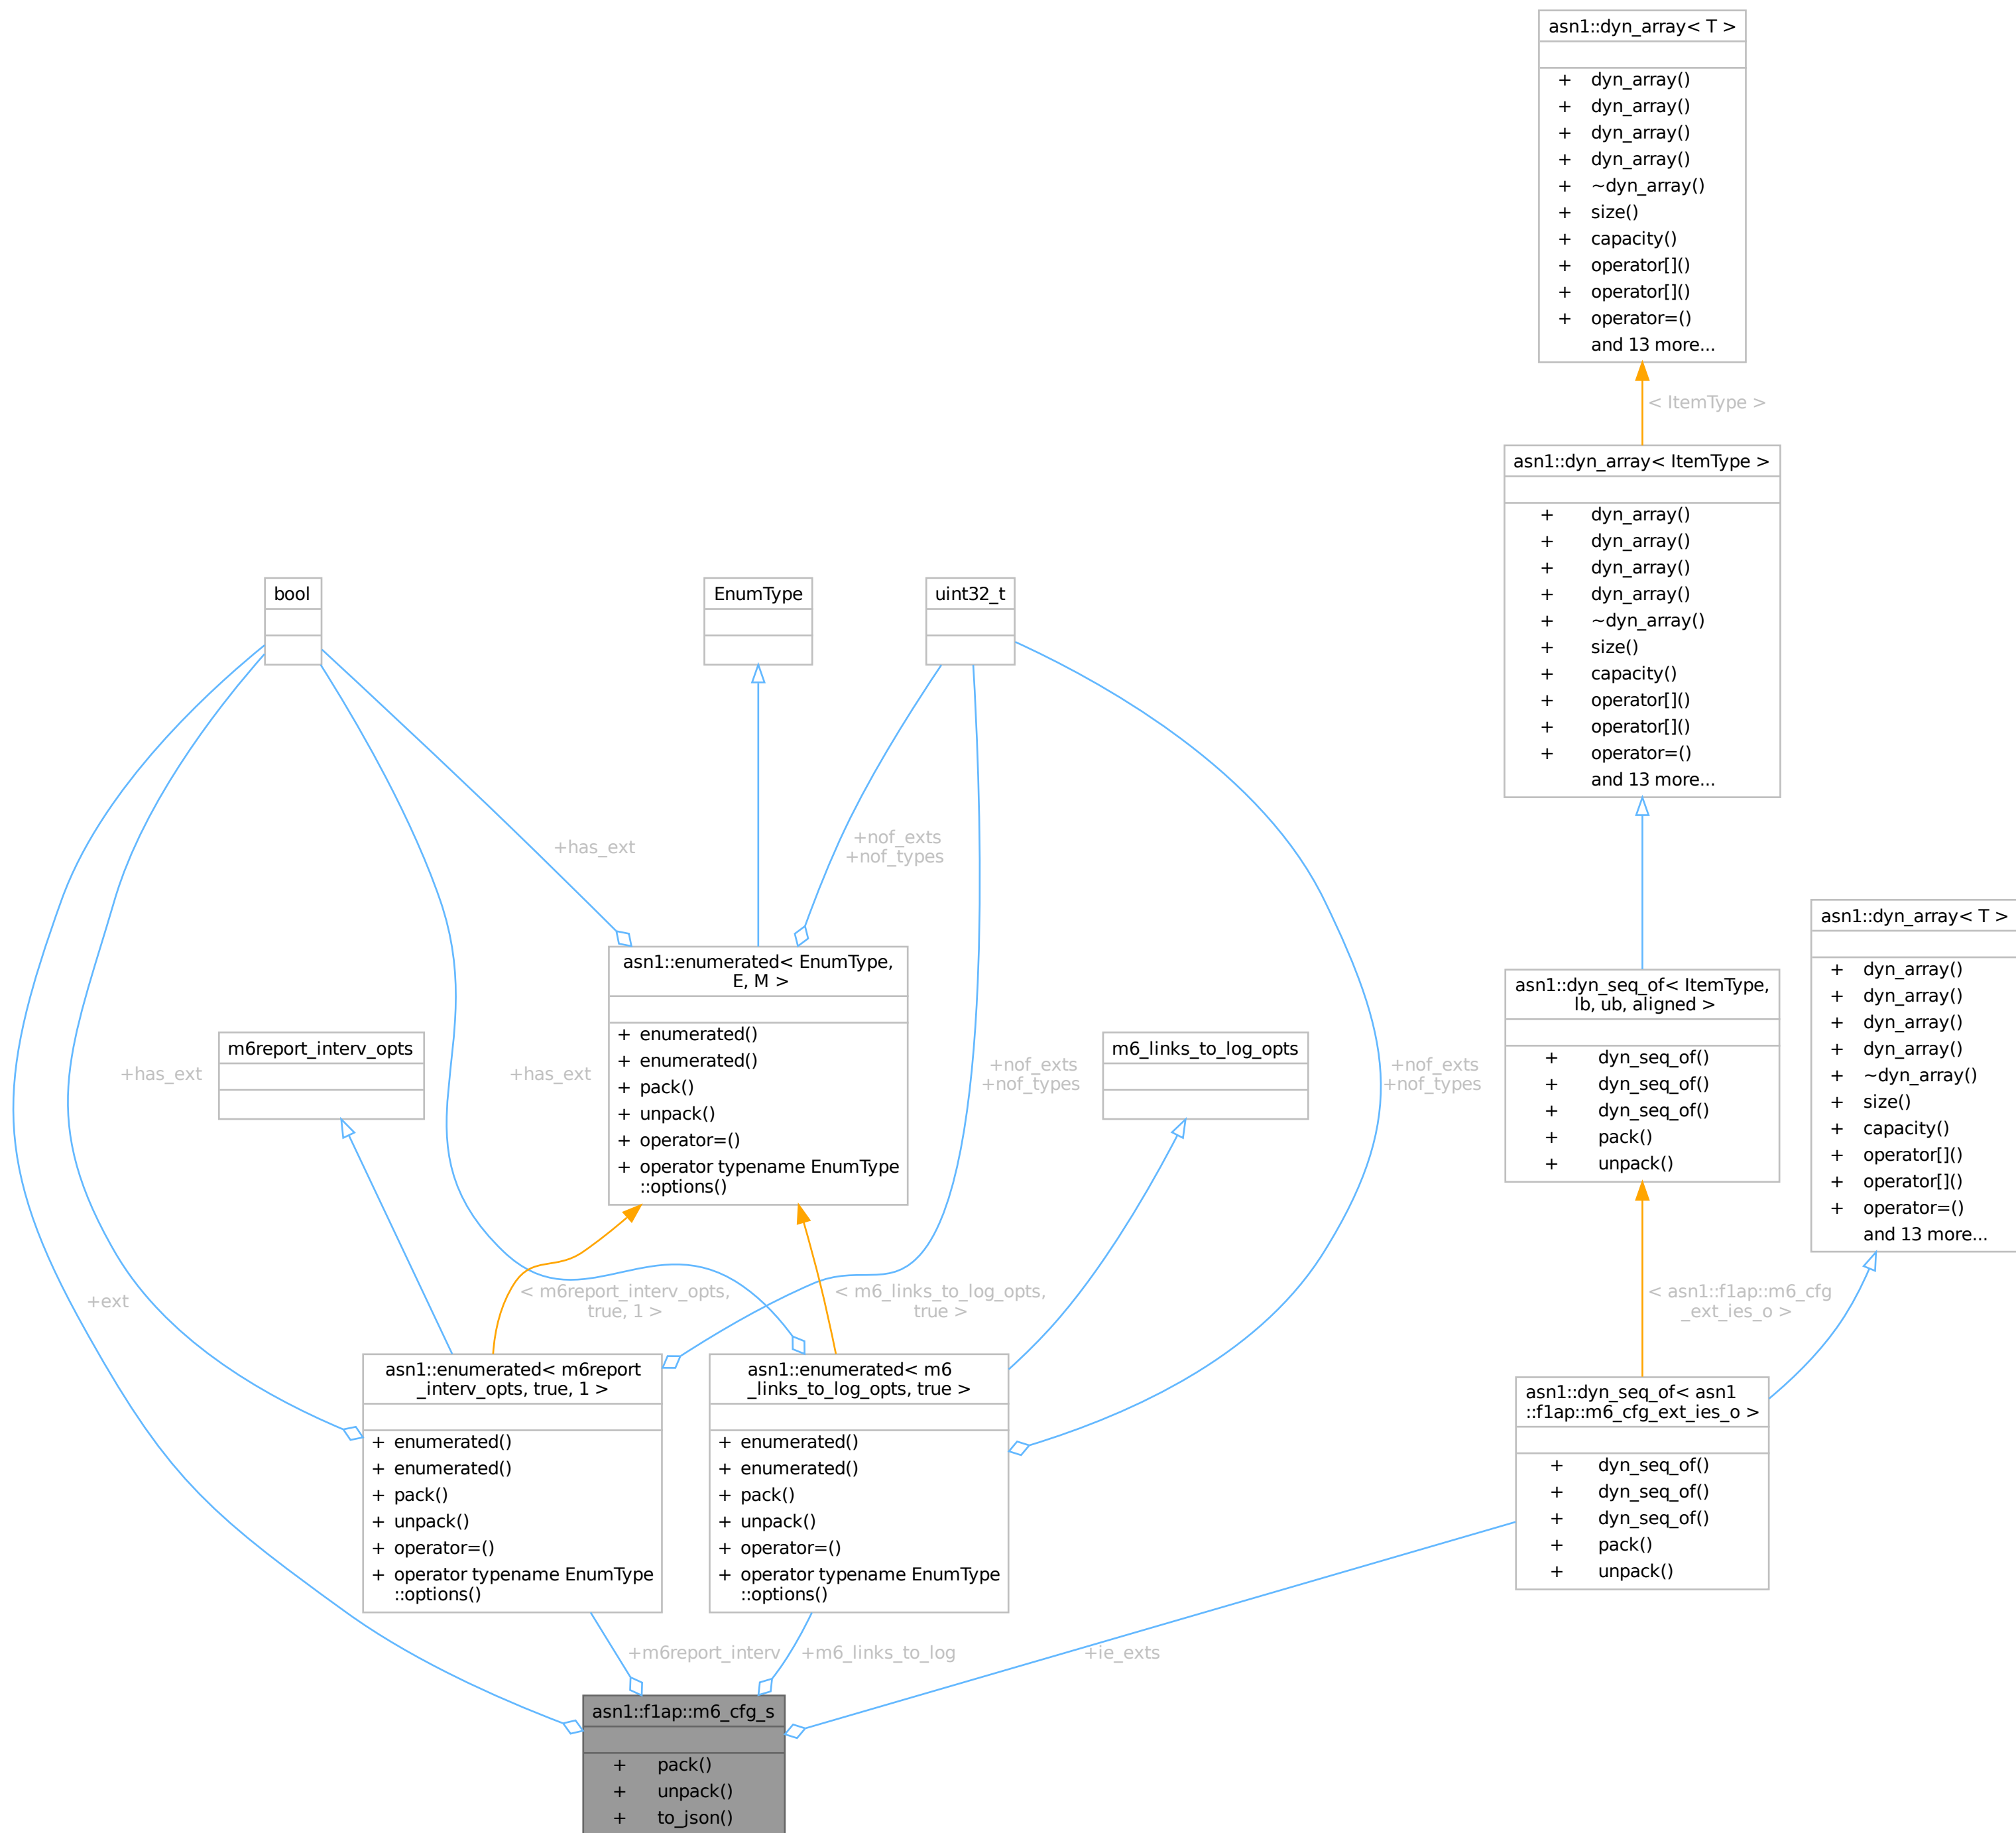 asn1::dyn_array< T >
+ dyn_array()
+ dyn_array()
+ dyn_array()
+ dyn_array()
+ ~dyn_array()
+ size()
+ capacity()
+ operator[]()
+ operator[]()
+ operator=()
and 13 more...
< ItemType >
asn1::dyn_array< ItemType >
+ dyn_array()
+ dyn_array()
+ dyn_array()
+ dyn_array()
+ ~dyn_array()
+ size()
+ capacity()
+ operator[]()
+ operator[]()
+ operator=()
and 13 more...
bool
EnumType
uint32_t
+has_ext
+nof_exts
+nof_types
asn1::enumerated< EnumType,
E, M >
+ enumerated()
+ enumerated()
+ pack()
+ unpack()
+ operator=()
+ operator typename EnumType
::options()
asn1::dyn_seq_of< ItemType,
lb, ub, aligned >
+ dyn_seq_of()
+ dyn_seq_of()
+ dyn_seq_of()
+ pack()
+ unpack()
asn1::dyn_array< T >
+ dyn_array()
+ dyn_array()
+ dyn_array()
+ dyn_array()
+ ~dyn_array()
+ size()
+ capacity()
+ operator[]()
+ operator[]()
+ operator=()
and 13 more...
+has_ext
m6report_interv_opts
+has_ext
+nof_exts
+nof_types
m6_links_to_log_opts
+nof_exts
+nof_types
+ext
< m6report_interv_opts,
true, 1 >
< m6_links_to_log_opts,
true >
< asn1::f1ap::m6_cfg
_ext_ies_o >
asn1::enumerated< m6report
_interv_opts, true, 1 >
+ enumerated()
+ enumerated()
+ pack()
+ unpack()
+ operator=()
+ operator typename EnumType
::options()
asn1::enumerated< m6
_links_to_log_opts, true >
+ enumerated()
+ enumerated()
+ pack()
+ unpack()
+ operator=()
+ operator typename EnumType
::options()
asn1::dyn_seq_of< asn1
::f1ap::m6_cfg_ext_ies_o >
+ dyn_seq_of()
+ dyn_seq_of()
+ dyn_seq_of()
+ pack()
+ unpack()
+m6report_interv
+m6_links_to_log
+ie_exts
asn1::f1ap::m6_cfg_s
+ pack()
+ unpack()
+ to_json()